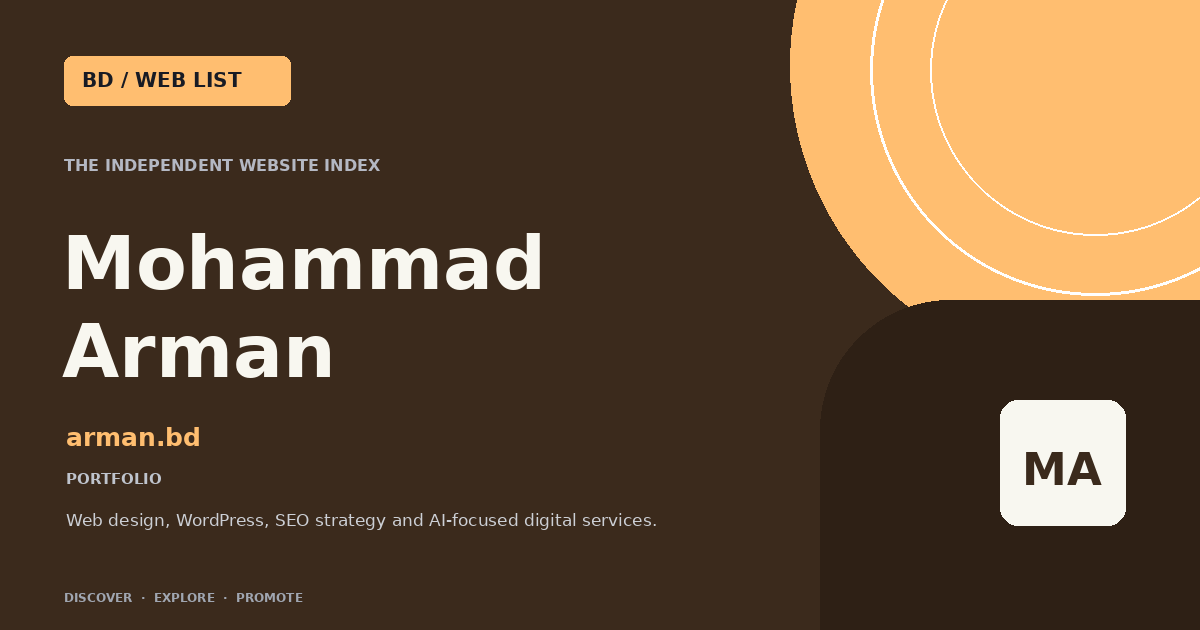 BD / WEB LIST
THE INDEPENDENT WEBSITE INDEX
Mohammad
Arman
arman.bd
PORTFOLIO
Web design, WordPress, SEO strategy and AI-focused digital services.
MA
DISCOVER · EXPLORE · PROMOTE